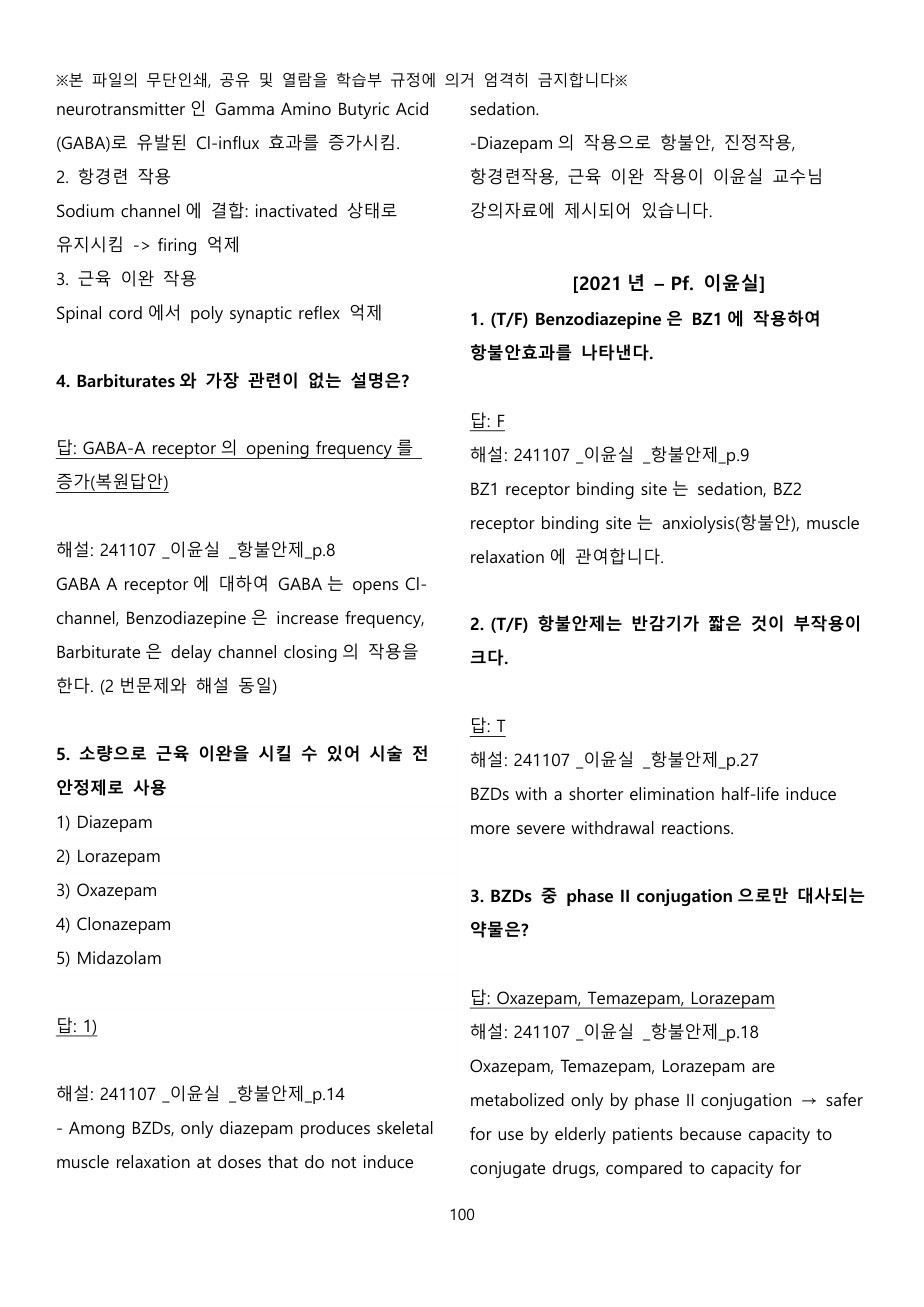 ※본 파일의 무단인쇄, 공유 및 열람을 학습부 규정에 의거 엄격히 금지합니다※
neurotransmitter 인 Gamma Amino Butyric Acid
(GABA)로 유발된 Cl-influx 효과를 증가시킴.
2. 항경련 작용
Sodium channel 에 결합: inactivated 상태로
유지시킴 -> firing 억제
3. 근육 이완 작용
Spinal cord 에서 poly synaptic reflex 억제
4. Barbiturates 와 가장 관련이 없는 설명은?
답: GABA-A receptor 의 opening frequency 를
증가(복원답안)
해설: 241107 _이윤실 _항불안제_p.8
GABA A receptor 에 대하여 GABA 는 opens Cl-
channel, Benzodiazepine 은 increase frequency,
Barbiturate 은 delay channel closing 의 작용을
한다. (2 번문제와 해설 동일)
5. 소량으로 근육 이완을 시킬 수 있어 시술 전
안정제로 사용
1) Diazepam
2) Lorazepam
3) Oxazepam
4) Clonazepam
5) Midazolam
답: 1)
해설: 241107 _이윤실 _항불안제_p.14
- Among BZDs, only diazepam produces skeletal
muscle relaxation at doses that do not induce
sedation.
-Diazepam 의 작용으로 항불안, 진정작용,
항경련작용, 근육 이완 작용이 이윤실 교수님
강의자료에 제시되어 있습니다.
[2021 년 – Pf. 이윤실]
1. (T/F) Benzodiazepine 은 BZ1 에 작용하여
항불안효과를 나타낸다.
답: F
해설: 241107 _이윤실 _항불안제_p.9
BZ1 receptor binding site 는 sedation, BZ2
receptor binding site 는 anxiolysis(항불안), muscle
relaxation 에 관여합니다.
2. (T/F) 항불안제는 반감기가 짧은 것이 부작용이
크다.
답: T
해설: 241107 _이윤실 _항불안제_p.27
BZDs with a shorter elimination half-life induce
more severe withdrawal reactions.
3. BZDs 중 phase II conjugation 으로만 대사되는
약물은?
답: Oxazepam, Temazepam, Lorazepam
해설: 241107 _이윤실 _항불안제_p.18
Oxazepam, Temazepam, Lorazepam are
metabolized only by phase II conjugation → safer
for use by elderly patients because capacity to
conjugate drugs, compared to capacity for
100